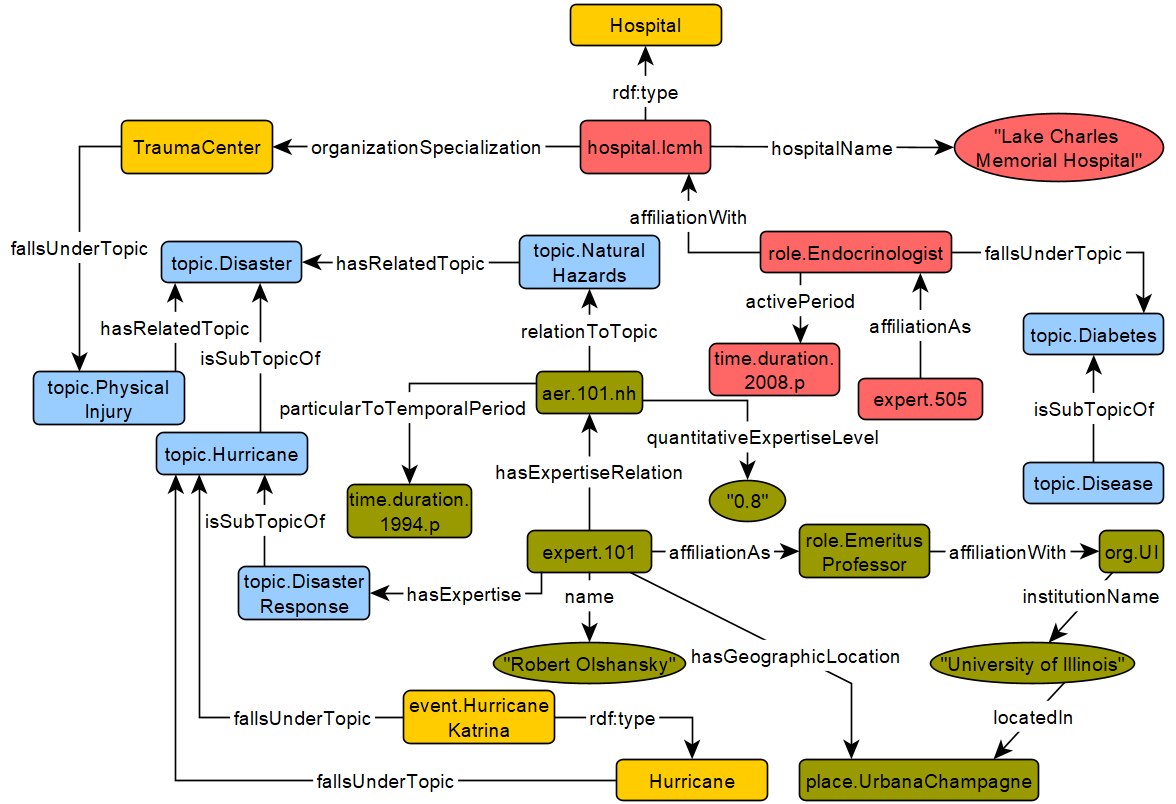 Hospital
rdf:type
TraumaCenter
organizationSpecialization
hospital.lcmh
hospitalName
"Lake Charles
Memorial Hospital"
affiliationWith
fallsUnderTopic
topic.Disaster
hasRelatedTopic
topic.Natural
Hazards
role.Endocrinologist
fallsUnderTopic
hasRelatedTopic
isSubTopicOf
relationToTopic
activePeriod
affiliationAs
topic.Diabetes
topic.Physical
Injury
aer.101.nh
time.duration.
2008.p
expert.505
particularToTemporalPeriod
quantitativeExpertiseLevel
isSubTopicOf
topic.Hurricane
hasExpertiseRelation
topic.Disease
time.duration.
1994.p
"0.8"
isSubTopicOf
expert.101
affiliationAs
role.Emeritus
Professor
affiliationWith
org.UI
topic.Disaster
Response
hasExpertise
name
institutionName
"Robert Olshansky"
hasGeographicLocation
"University of Illinois"
fallsUnderTopic
event.Hurricane
Katrina
rdf:type
locatedIn
fallsUnderTopic
Hurricane
place.UrbanaChampagne